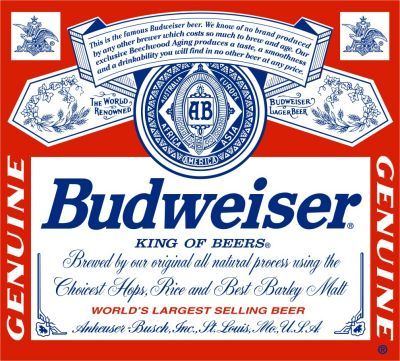 This is the famous Budweiser beer. We know of no brand produced
by any other brewer which costs so much to brew and age. Our
exclusive Beechwood Aging produces a taste, a smoothness
and a drinkability you will find in no other beer at any price.
THE WORLD
RENOWNED
BUDWEISER
LAGER BEER
AB
EUROPE
AFRICA
AMERICA
ASIA
GENUINE
GENUINE
Budweiser®
KING OF BEERS®
Brewed by our original all natural process using the
Choicest Hops, Rice and Best Barley Malt
WORLD'S LARGEST SELLING BEER
Anheuser-Busch, Inc., St. Louis, Mo., U.S.A.
®